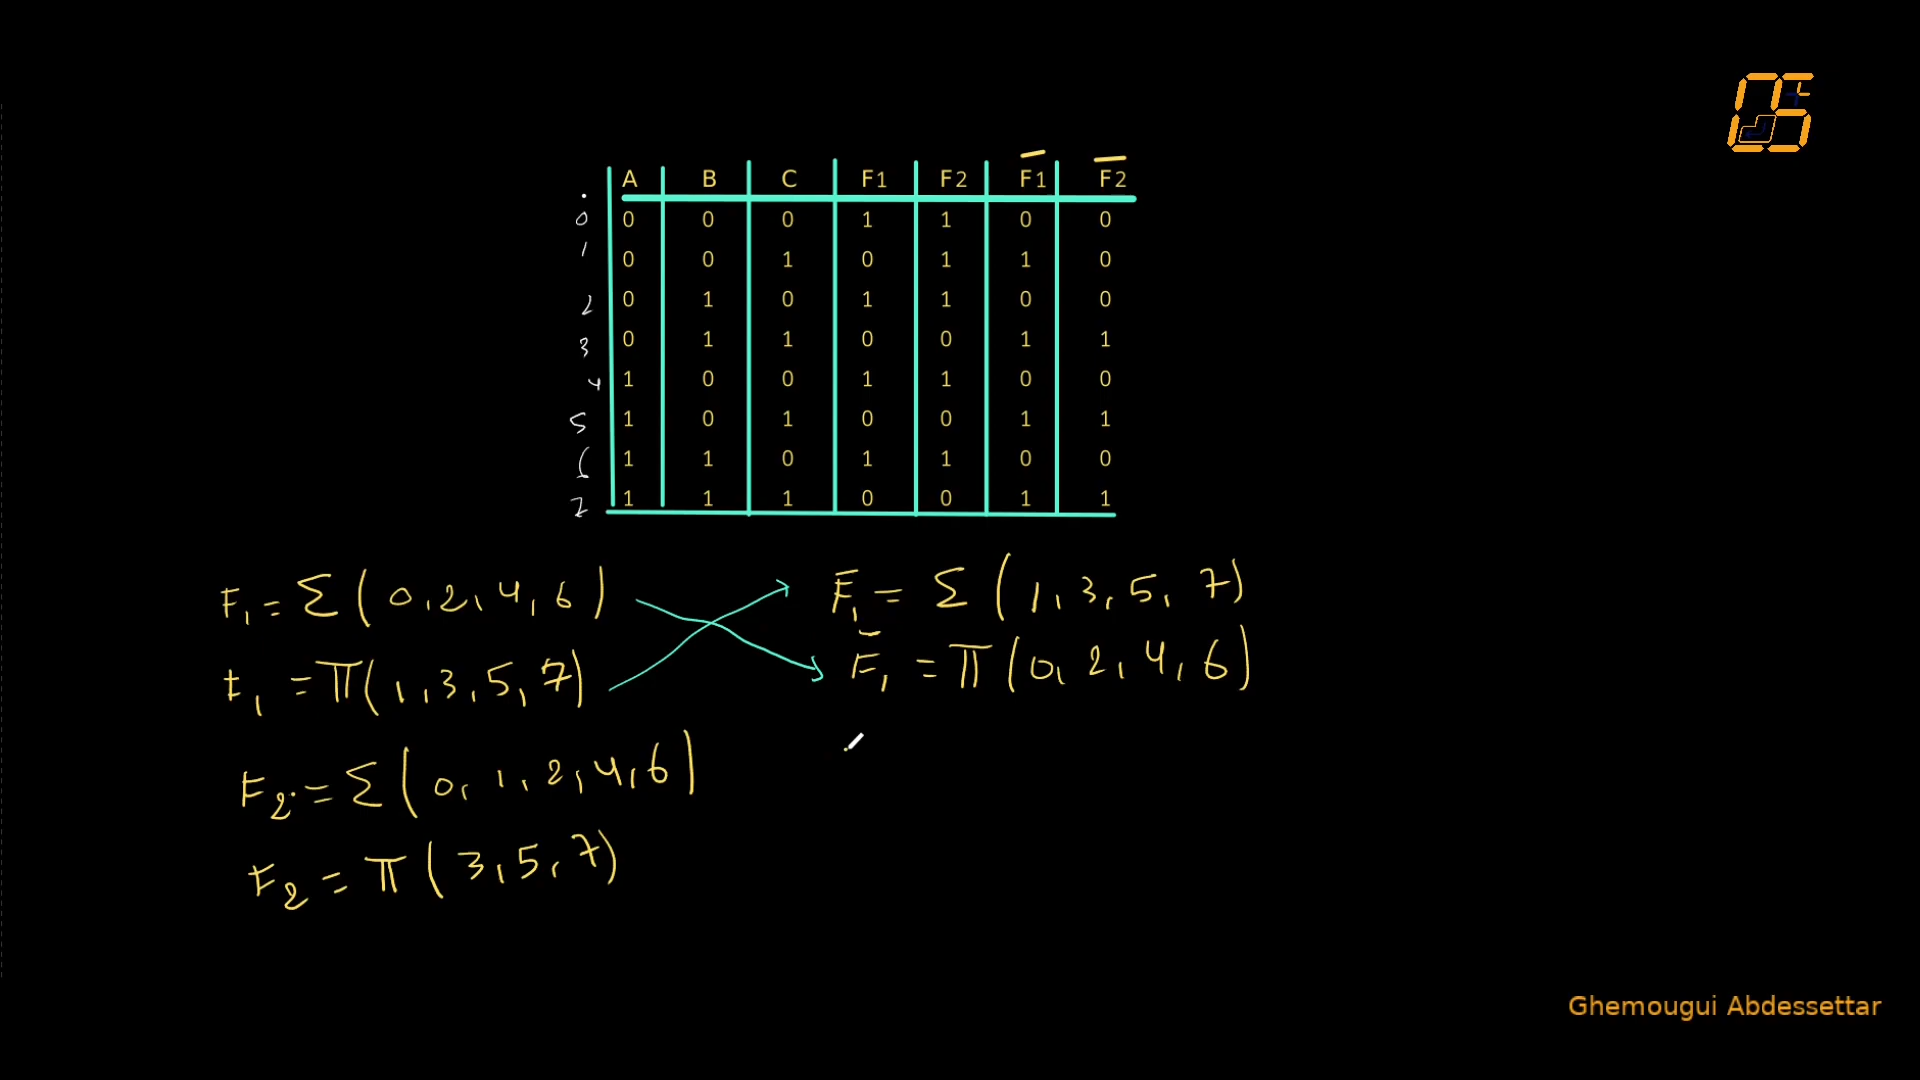 A B C F1 F2 F̅1̅ F̅2̅
0 0 0 0 1 1 0 0
1 0 0 1 0 1 1 0
2 0 1 0 1 1 0 0
3 0 1 1 0 0 1 1
4 1 0 0 1 1 0 0
5 1 0 1 0 0 1 1
6 1 1 0 1 1 0 0
7 1 1 1 0 0 1 1
F₁ = Σ(0,2,4,6)
F̅₁ = Σ(1,3,5,7)
F₁ = π(1,3,5,7)
F̅₁ = π(0,2,4,6)
F₂ = Σ(0,1,2,4,6)
F₂ = π(3,5,7)
Ghemougui Abdessettar